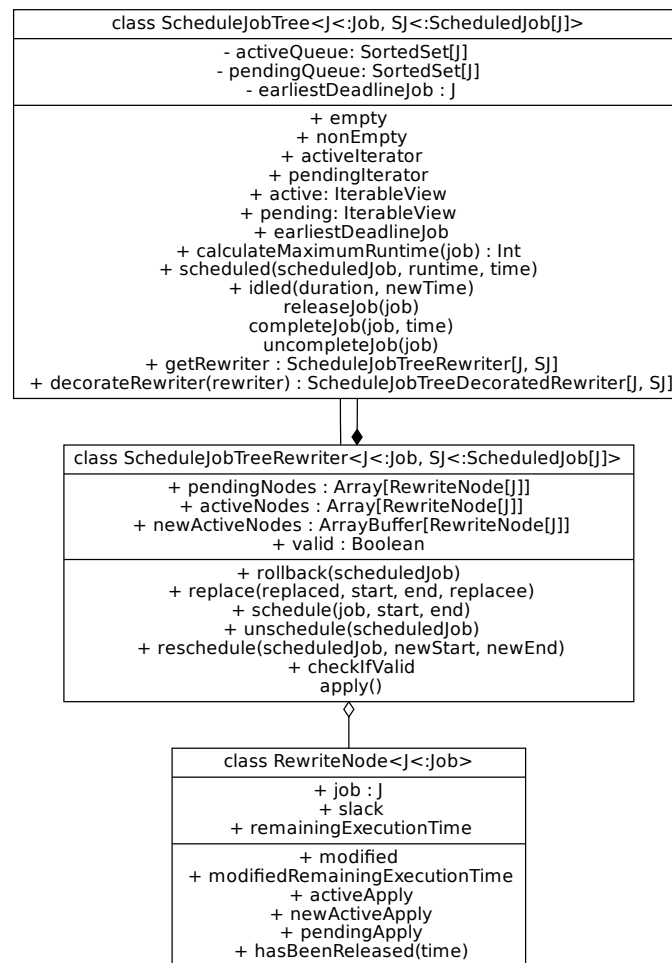 class ScheduleJobTree<J<:Job, SJ<:ScheduledJob[J]>
- activeQueue: SortedSet[J]
- pendingQueue: SortedSet[J]
- earliestDeadlineJob : J
+ empty
+ nonEmpty
+ activeIterator
+ pendingIterator
+ active: IterableView
+ pending: IterableView
+ earliestDeadlineJob
+ calculateMaximumRuntime(job) : Int
+ scheduled(scheduledJob, runtime, time)
+ idled(duration, newTime)
releaseJob(job)
completeJob(job, time)
uncompleteJob(job)
+ getRewriter : ScheduleJobTreeRewriter[J, SJ]
+ decorateRewriter(rewriter) : ScheduleJobTreeDecoratedRewriter[J, SJ]
class ScheduleJobTreeRewriter<J<:Job, SJ<:ScheduledJob[J]>
+ pendingNodes : Array[RewriteNode[J]]
+ activeNodes : Array[RewriteNode[J]]
+ newActiveNodes : ArrayBuffer[RewriteNode[J]]
+ valid : Boolean
+ rollback(scheduledJob)
+ replace(replaced, start, end, replacee)
+ schedule(job, start, end)
+ unschedule(scheduledJob)
+ reschedule(scheduledJob, newStart, newEnd)
+ checkIfValid
apply()
class RewriteNode<J<:Job>
+ job : J
+ slack
+ remainingExecutionTime
+ modified
+ modifiedRemainingExecutionTime
+ activeApply
+ newActiveApply
+ pendingApply
+ hasBeenReleased(time)